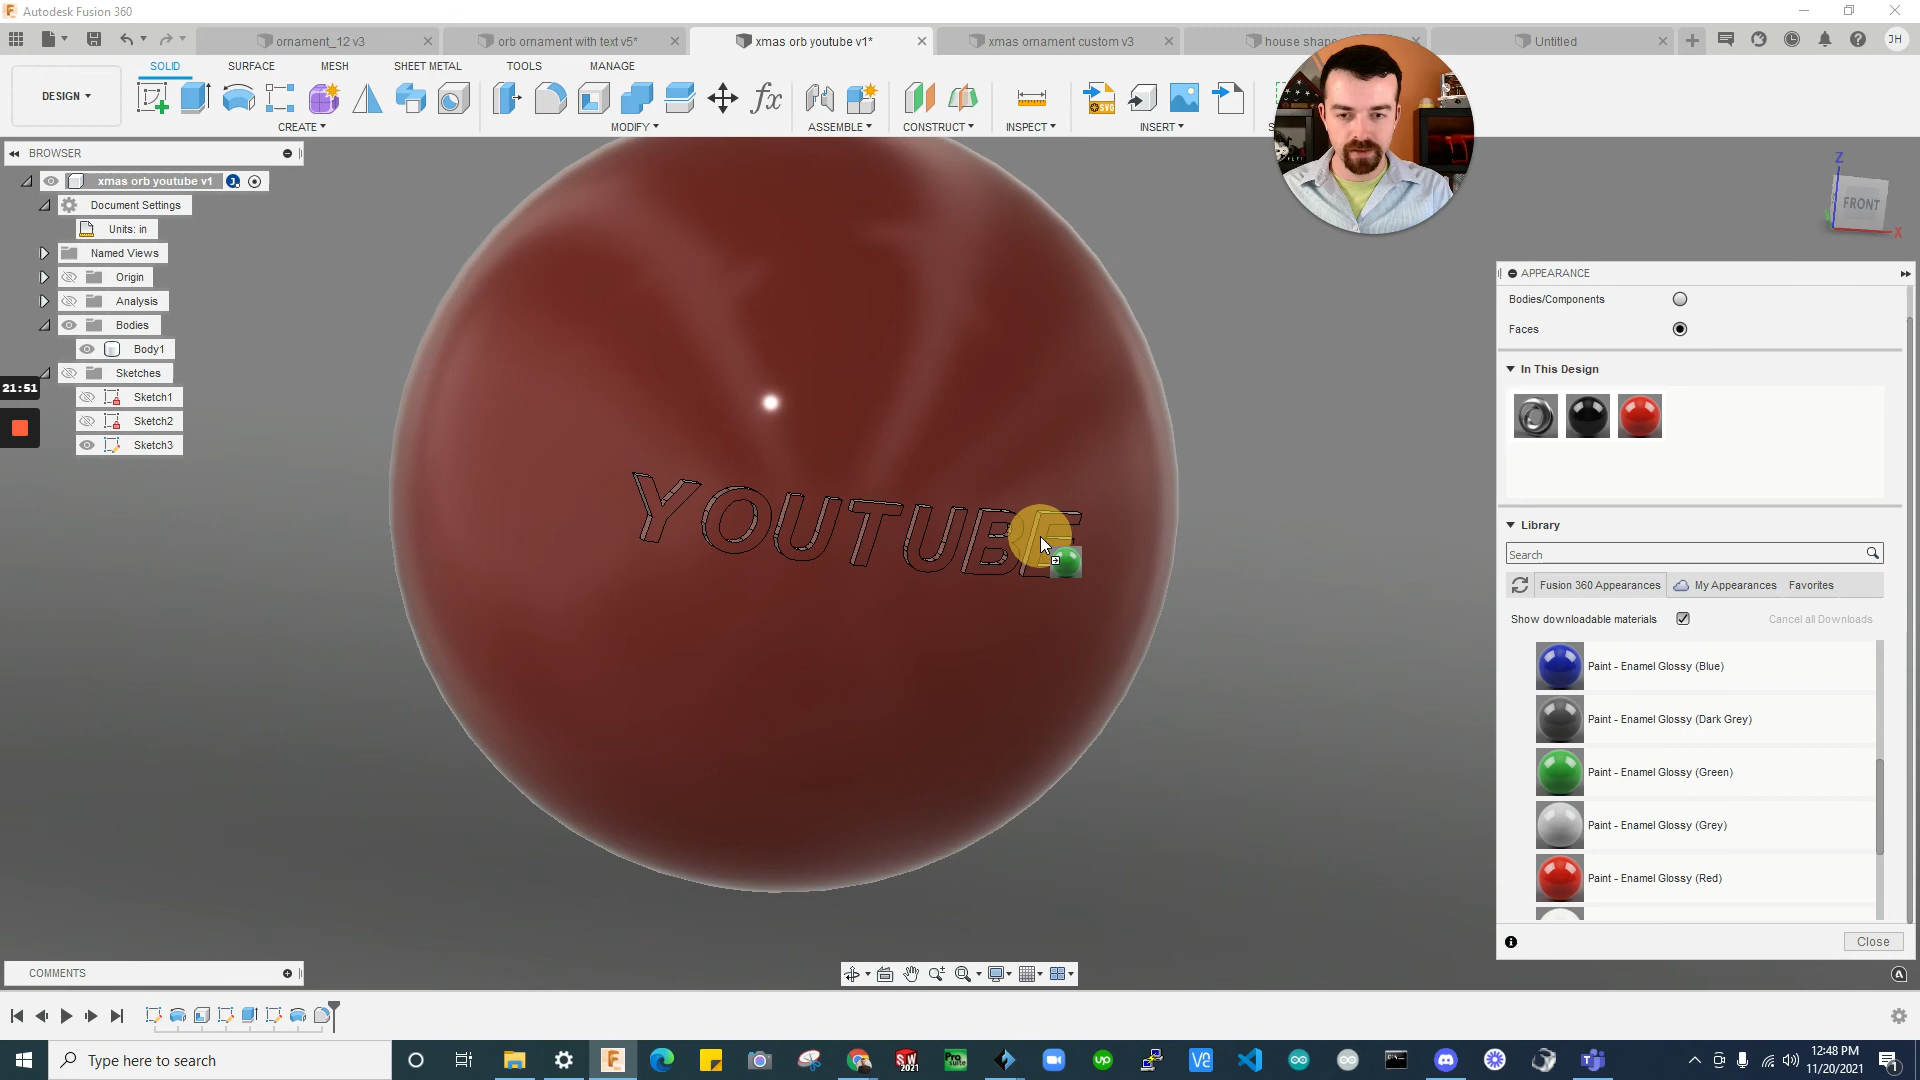 Autodesk Fusion 360
ornament_12 v3
orb ornament with text v5*
xmas orb youtube v1*
xmas ornament custom v3
house shap
Untitled
JH
DESIGN
SOLID
SURFACE
MESH
SHEET METAL
TOOLS
MANAGE
CREATE
MODIFY
ASSEMBLE
CONSTRUCT
INSPECT
INSERT
fx
SVG
BROWSER
xmas orb youtube v1
Document Settings
Units: in
Named Views
Origin
Analysis
Bodies
Body1
Sketches
Sketch1
Sketch2
Sketch3
21:51
YOUTUBE
Z
FRONT
X
APPEARANCE
Bodies/Components
Faces
In This Design
Library
Search
Fusion 360 Appearances
My Appearances
Favorites
Show downloadable materials
Cancel all Downloads
Paint - Enamel Glossy (Blue)
Paint - Enamel Glossy (Dark Grey)
Paint - Enamel Glossy (Green)
Paint - Enamel Glossy (Grey)
Paint - Enamel Glossy (Red)
Close
COMMENTS
Type here to search
12:48 PM
11/20/2021